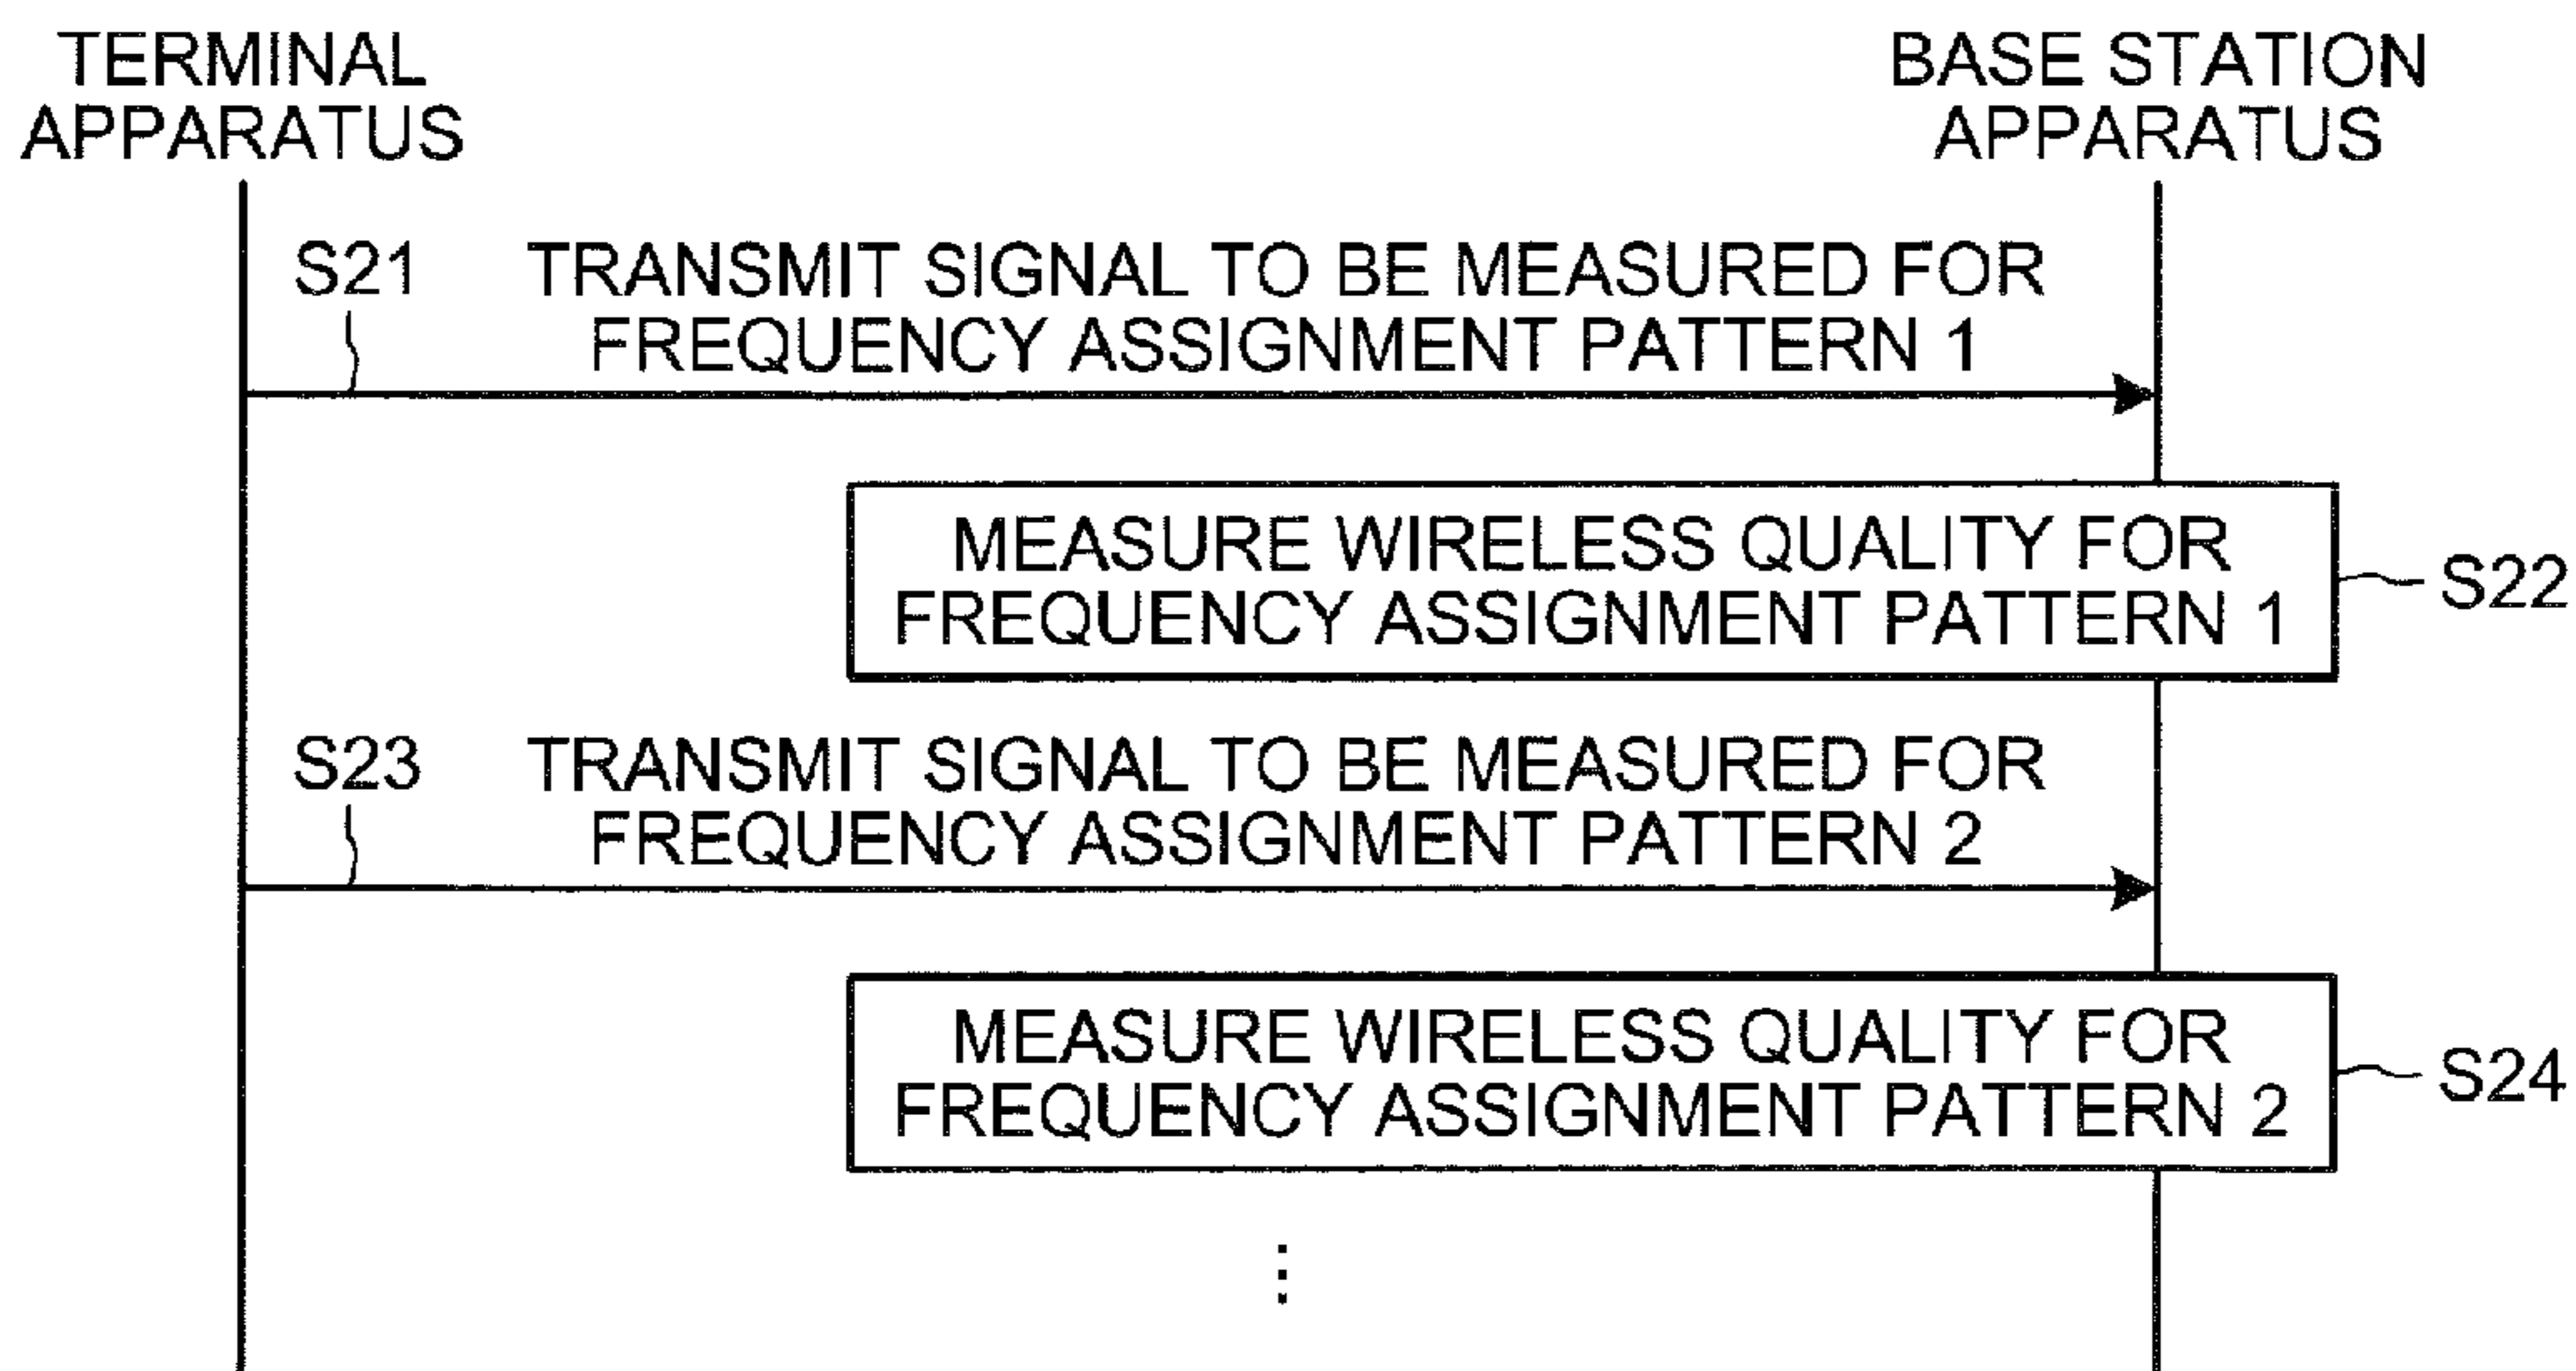 TERMINAL
APPARATUS
BASE STATION
APPARATUS
S21
TRANSMIT SIGNAL TO BE MEASURED FOR
FREQUENCY ASSIGNMENT PATTERN 1
MEASURE WIRELESS QUALITY FOR
FREQUENCY ASSIGNMENT PATTERN 1
S22
S23
TRANSMIT SIGNAL TO BE MEASURED FOR
FREQUENCY ASSIGNMENT PATTERN 2
MEASURE WIRELESS QUALITY FOR
FREQUENCY ASSIGNMENT PATTERN 2
S24
⋮